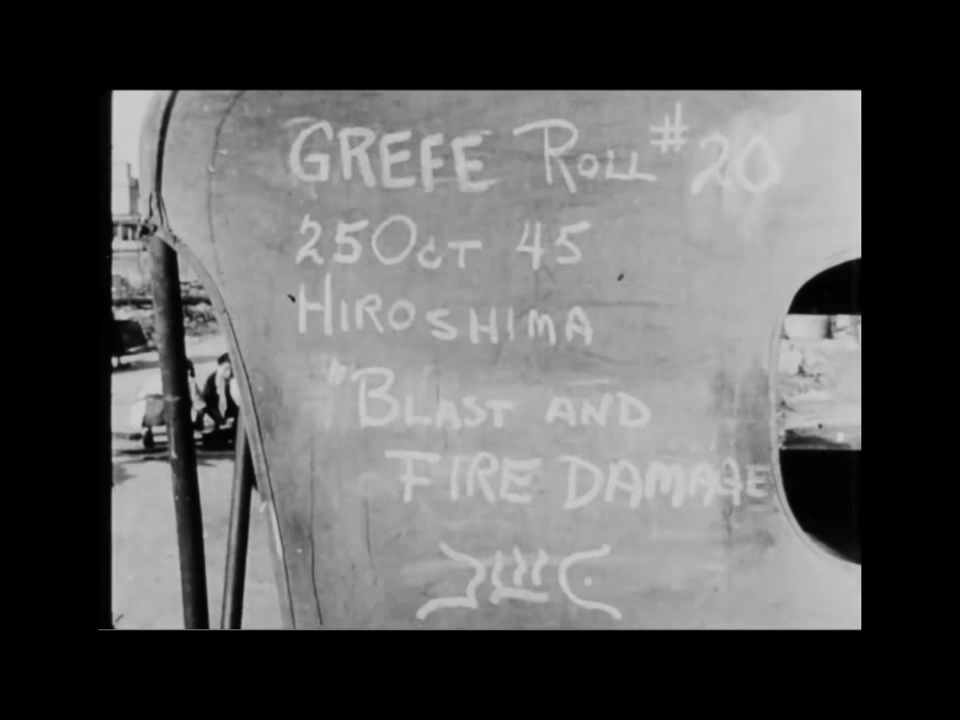 GREFE ROLL #20
25 OCT 45
HIROSHIMA
"BLAST AND
FIRE DAMAGE